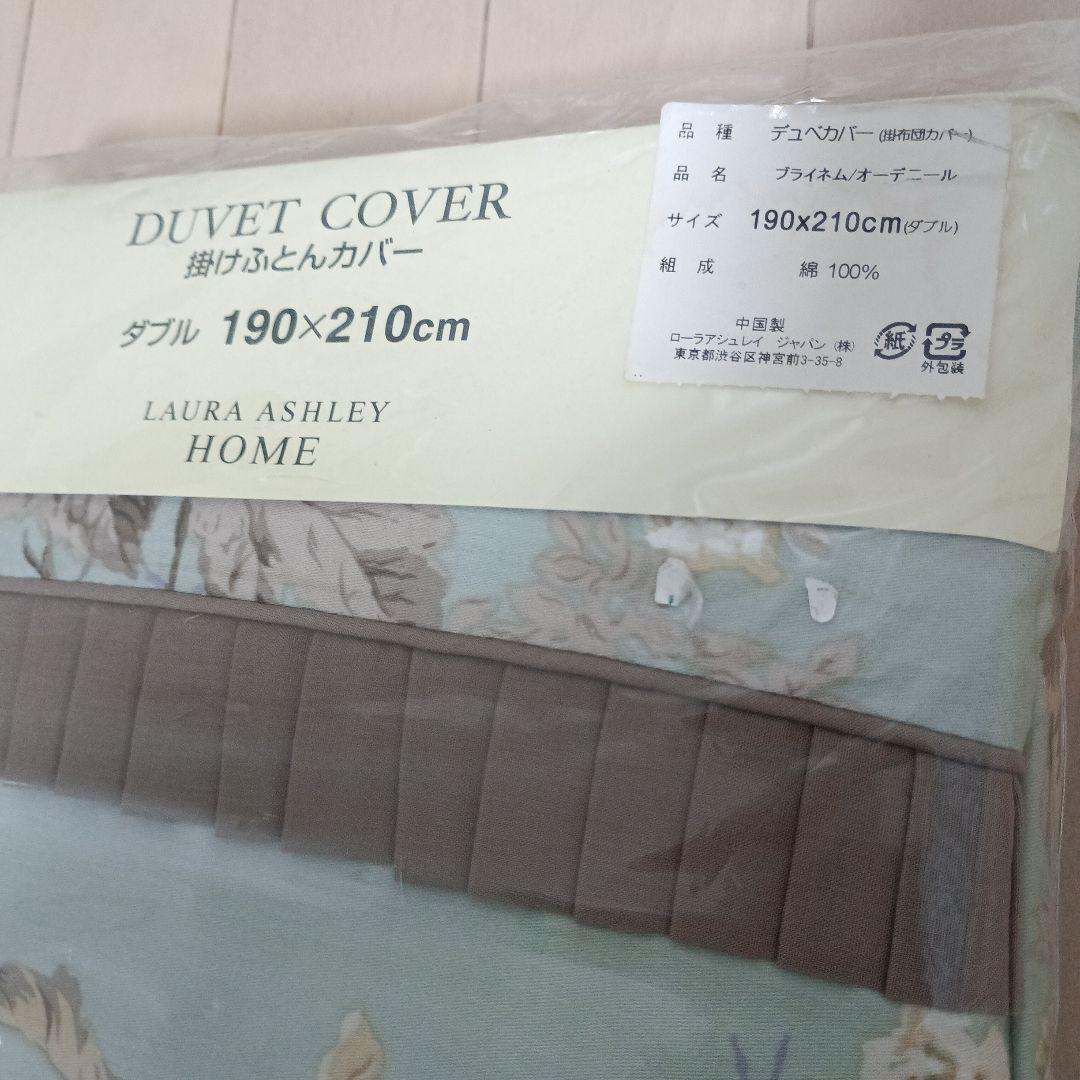 DUVET COVER
掛けふとんカバー
ダブル 190×210cm
LAURA ASHLEY
HOME
品 種 デュベカバー (掛布団カバー)
品 名 ブライネム/オーデニール
サイズ 190x210cm(ダブル)
組 成 綿 100%
中国製
ローラアシュレイ ジャパン (株)
東京都渋谷区神宮前3-35-8
紙 プラ
外包装